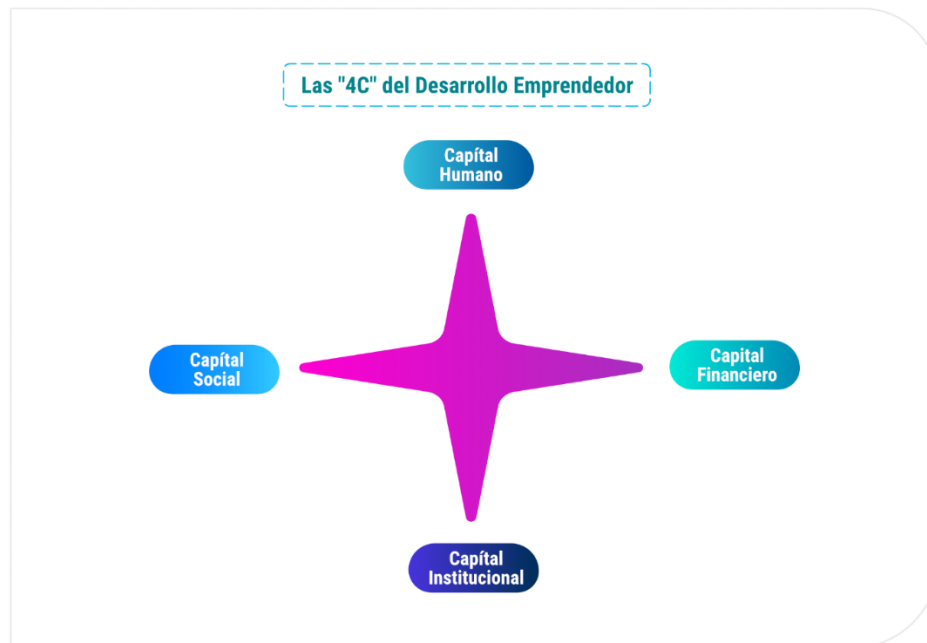 Las "4C" del Desarrollo Emprendedor
Capítal
Humano
Capítal
Social
Capital
Financiero
Capítal
Institucional